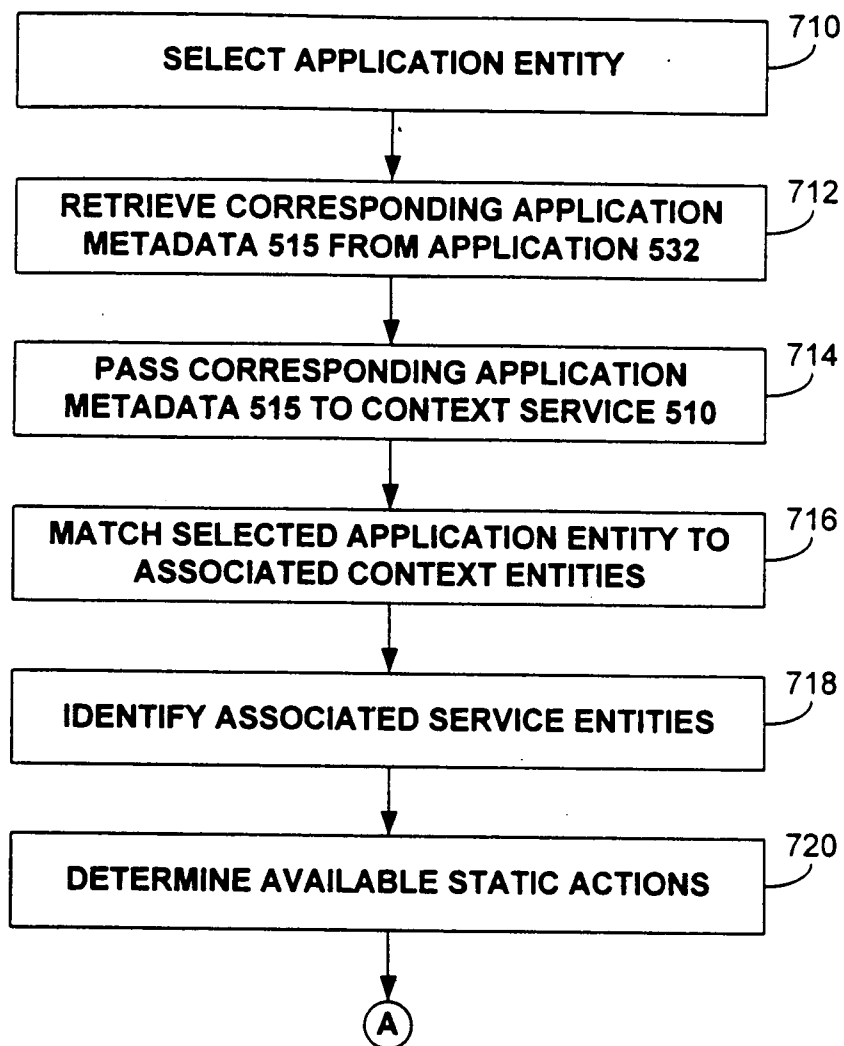 710
SELECT APPLICATION ENTITY
712
RETRIEVE CORRESPONDING APPLICATION
METADATA 515 FROM APPLICATION 532
714
PASS CORRESPONDING APPLICATION
METADATA 515 TO CONTEXT SERVICE 510
716
MATCH SELECTED APPLICATION ENTITY TO
ASSOCIATED CONTEXT ENTITIES
718
IDENTIFY ASSOCIATED SERVICE ENTITIES
720
DETERMINE AVAILABLE STATIC ACTIONS
A